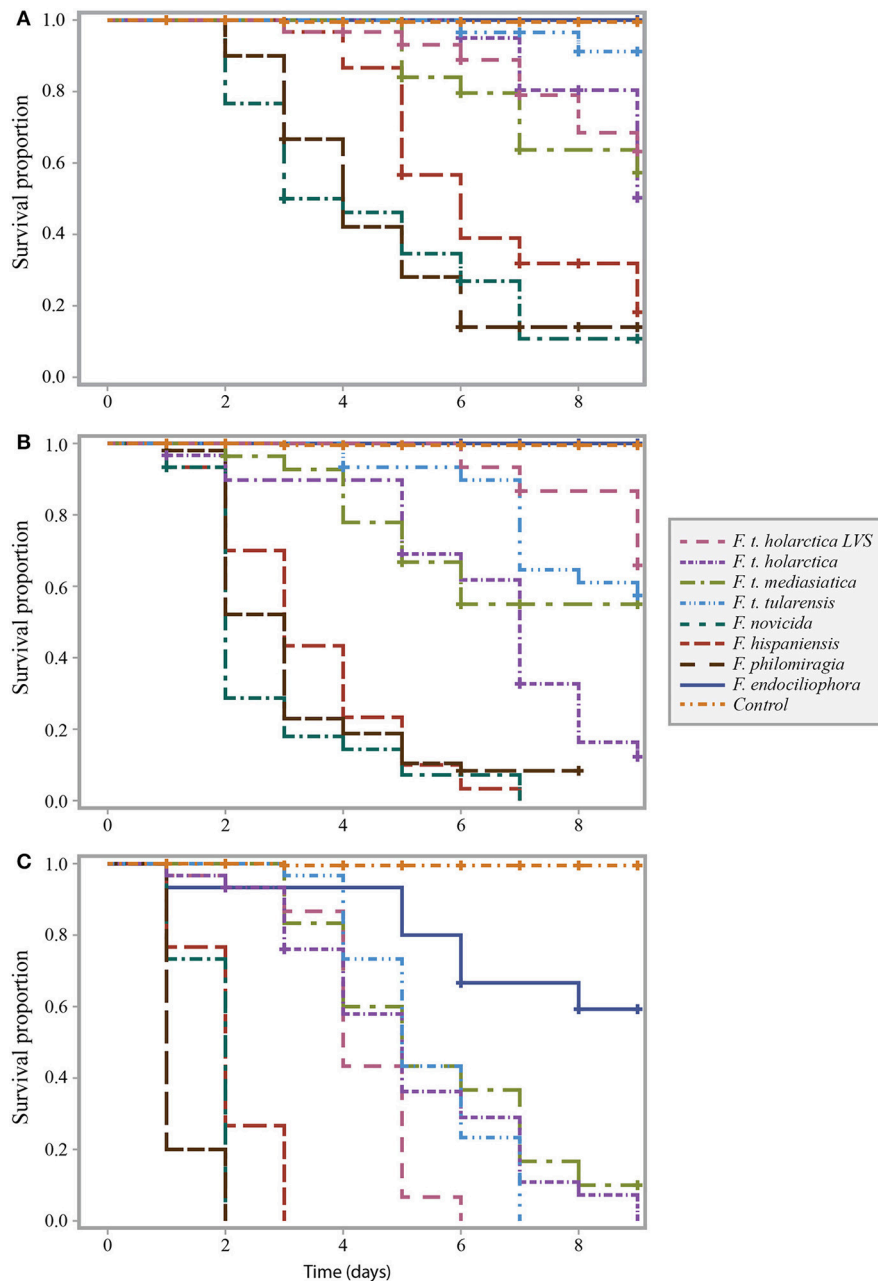 A
1.0
0.8
0.6
0.4
0.2
0.0
Survival proportion
0 2 4 6 8
B
1.0
0.8
0.6
0.4
0.2
0.0
Survival proportion
0 2 4 6 8
F. t. holarctica LVS
F. t. holarctica
F. t. mediasiatica
F. t. tularensis
F. novicida
F. hispaniensis
F. philomiragia
F. endociliophora
Control
C
1.0
0.8
0.6
0.4
0.2
0.0
Survival proportion
0 2 4 6 8
Time (days)